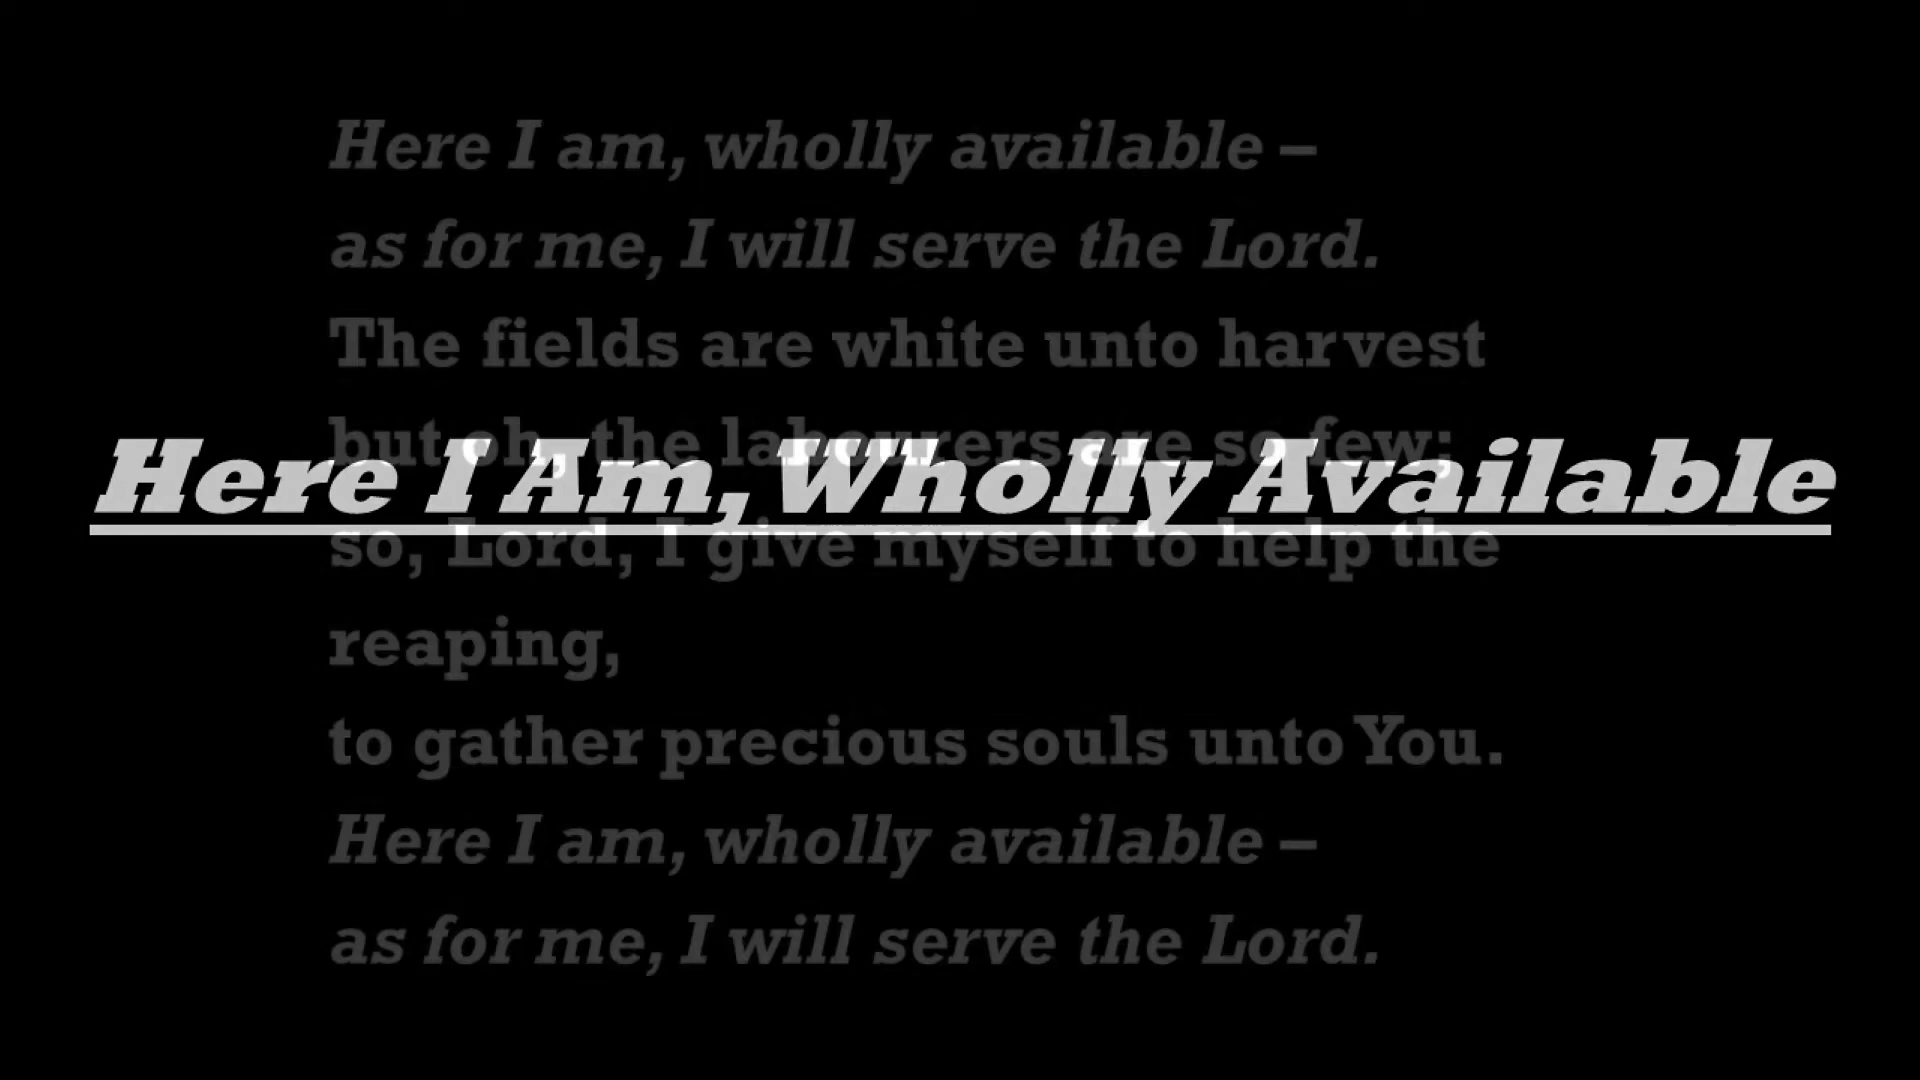 Here I am, wholly available –
as for me, I will serve the Lord.
The fields are white unto harvest
but oh, the labourers are so few;
Here I Am, Wholly Available
so, Lord, I give myself to help the
reaping,
to gather precious souls unto You.
Here I am, wholly available –
as for me, I will serve the Lord.